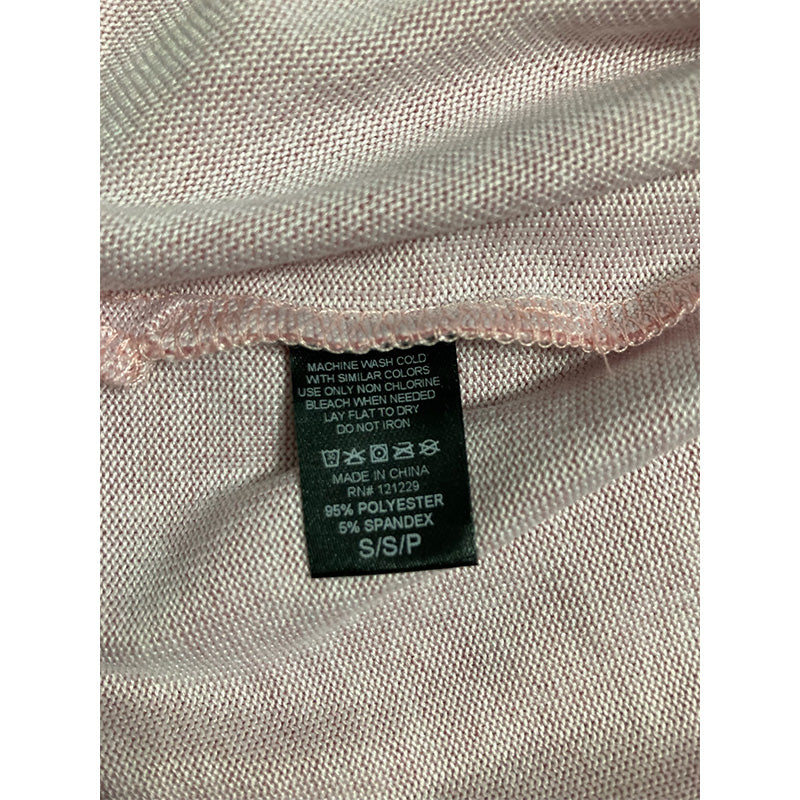 MACHINE WASH COLD
WITH SIMILAR COLORS
USE ONLY NON CHLORINE
BLEACH WHEN NEEDED
LAY FLAT TO DRY
DO NOT IRON
30
MADE IN CHINA
RN# 121229
95% POLYESTER
5% SPANDEX
S/S/P